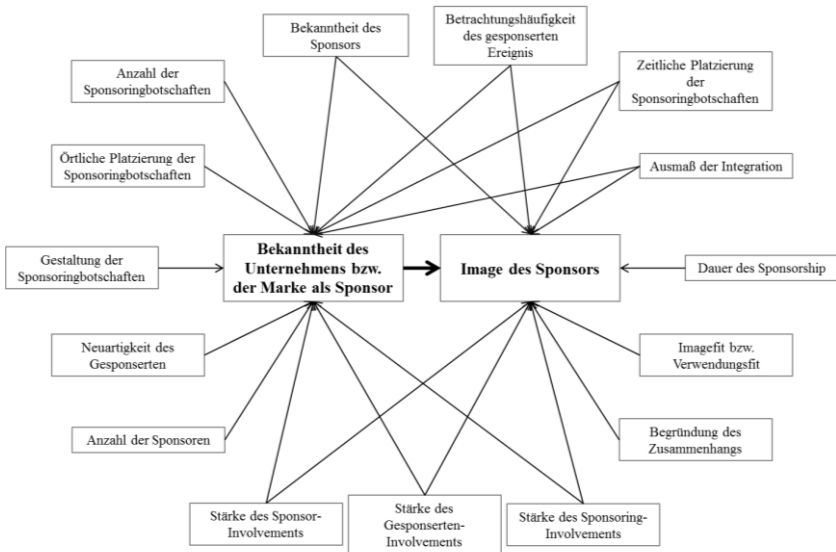 Bekanntheit des
Sponsors
Betrachtungshäufigkeit
des gesponserten
Ereignis
Anzahl der
Sponsoringbotschaften
Zeitliche Platzierung
der
Sponsoringbotschaften
Örtliche Platzierung der
Sponsoringbotschaften
Ausmaß der Integration
Gestaltung der
Sponsoringbotschaften
Bekanntheit des
Unternehmens bzw.
der Marke als Sponsor
Image des Sponsors
Dauer des Sponsorship
Neuartigkeit des
Gesponserten
Imagefit bzw.
Verwendungsfit
Anzahl der Sponsoren
Begründung des
Zusammenhangs
Stärke des Sponsor-
Involvements
Stärke des
Gesponserten-
Involvements
Stärke des Sponsoring-
Involvements